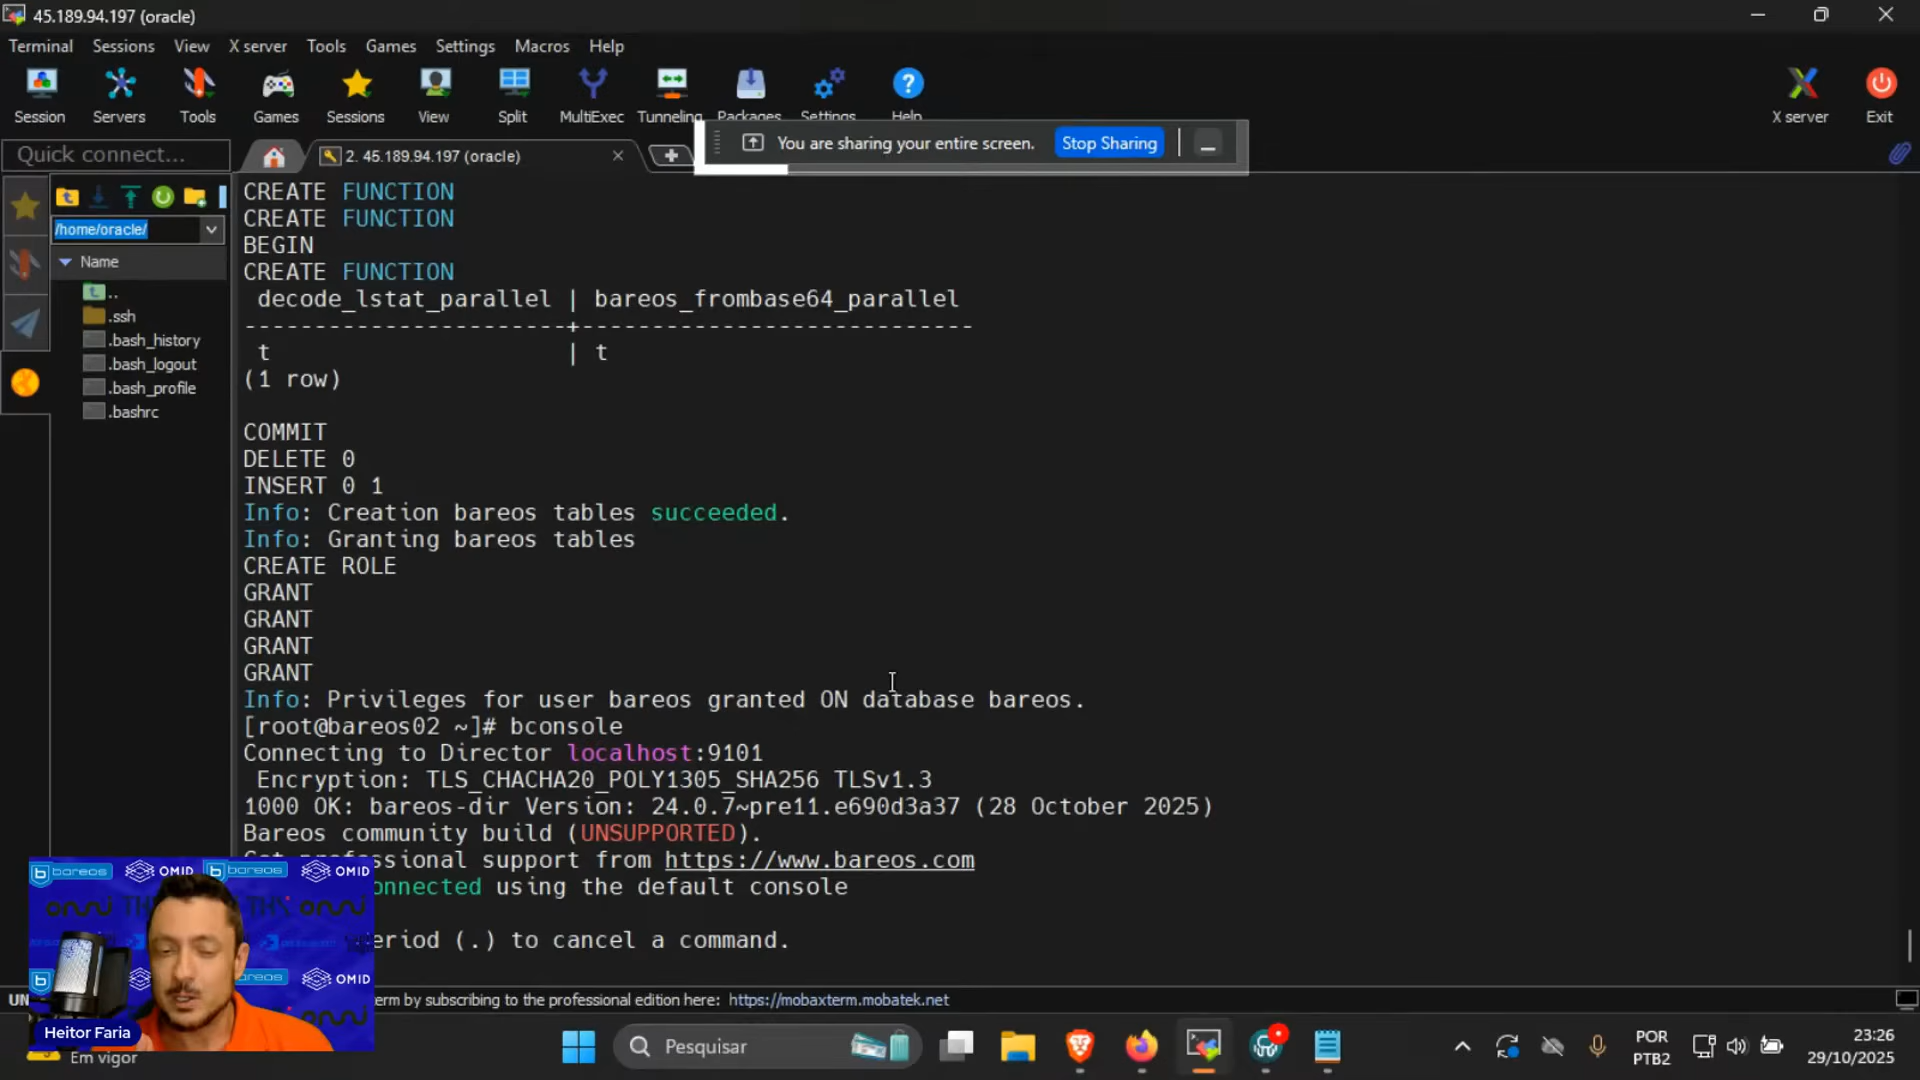 45.189.94.197 (oracle)
Terminal Sessions View X server Tools Games Settings Macros Help
Session Servers Tools Games Sessions View Split MultiExec Tunneling Packages Settings Help X server Exit
Quick connect...
2. 45.189.94.197 (oracle)
You are sharing your entire screen. Stop Sharing
/home/oracle/
Name
..
.ssh
.bash_history
.bash_logout
.bash_profile
.bashrc
CREATE FUNCTION
CREATE FUNCTION
BEGIN
CREATE FUNCTION
decode_lstat_parallel | bareos_frombase64_parallel
-----------------------+----------------------------
t | t
(1 row)
COMMIT
DELETE 0
INSERT 0 1
Info: Creation bareos tables succeeded.
Info: Granting bareos tables
CREATE ROLE
GRANT
GRANT
GRANT
GRANT
Info: Privileges for user bareos granted ON database bareos.
[root@bareos02 ~]# bconsole
Connecting to Director localhost:9101
Encryption: TLS_CHACHA20_POLY1305_SHA256 TLSv1.3
1000 OK: bareos-dir Version: 24.0.7~pre11.e690d3a37 (28 October 2025)
Bareos community build (UNSUPPORTED).
Get professional support from https://www.bareos.com
onnected using the default console
eriod (.) to cancel a command.
UN
erm by subscribing to the professional edition here: https://mobaxterm.mobatek.net
bareos OMID bareos OMID
OMID
OMID
Heitor Faria
Em vigor
Pesquisar
POR
PTB2
23:26
29/10/2025